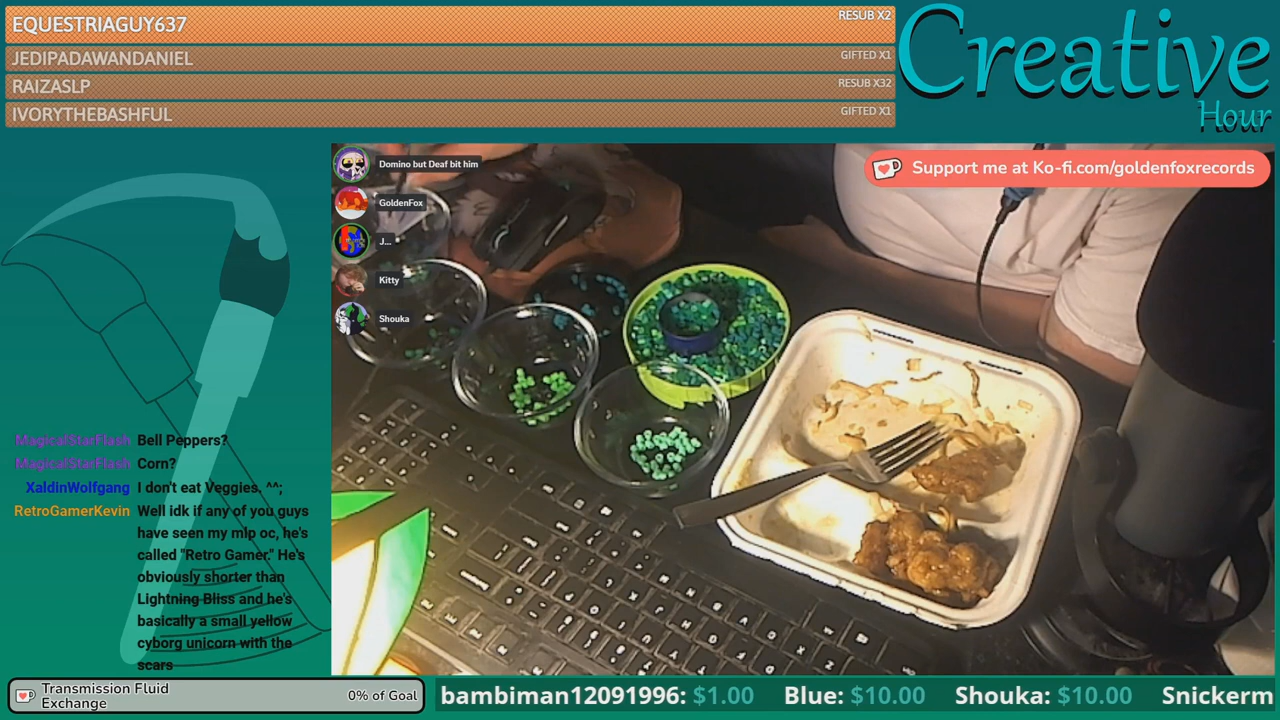 EQUESTRIAGUY637 RESUB X2
JEDIPADAWANDANIEL GIFTED X1
RAIZASLP RESUB X32
IVORYTHEBASHFUL GIFTED X1
Creative
Hour
Domino but Deaf bit him
GoldenFox
J...
Kitty
Shouka
Support me at Ko-fi.com/goldenfoxrecords
MagicalStarFlash Bell Peppers?
MagicalStarFlash Corn?
XaldinWolfgang I don't eat Veggies. ^^;
RetroGamerKevin Well idk if any of you guys
have seen my mlp oc, he's
called "Retro Gamer." He's
obviously shorter than
Lightning Bliss and he's
basically a small yellow
cyborg unicorn with the
scars
Transmission Fluid
Exchange
0% of Goal
bambiman12091996: $1.00 Blue: $10.00 Shouka: $10.00 Snickerm